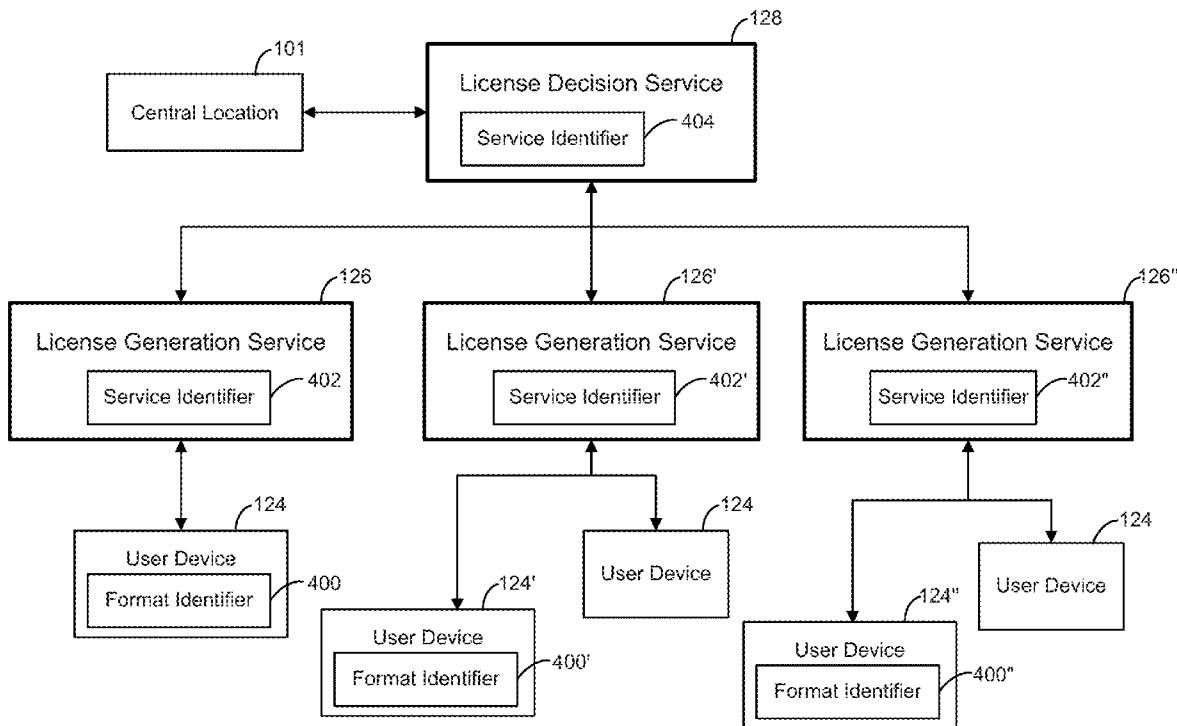 128
101
License Decision Service
Central Location
Service Identifier
404
126
126'
126"
License Generation Service
License Generation Service
License Generation Service
Service Identifier
402
Service Identifier
402'
Service Identifier
402"
124
124
124
User Device
User Device
User Device
Format Identifier
400
124'
124"
User Device
User Device
Format Identifier
400'
Format Identifier
400"